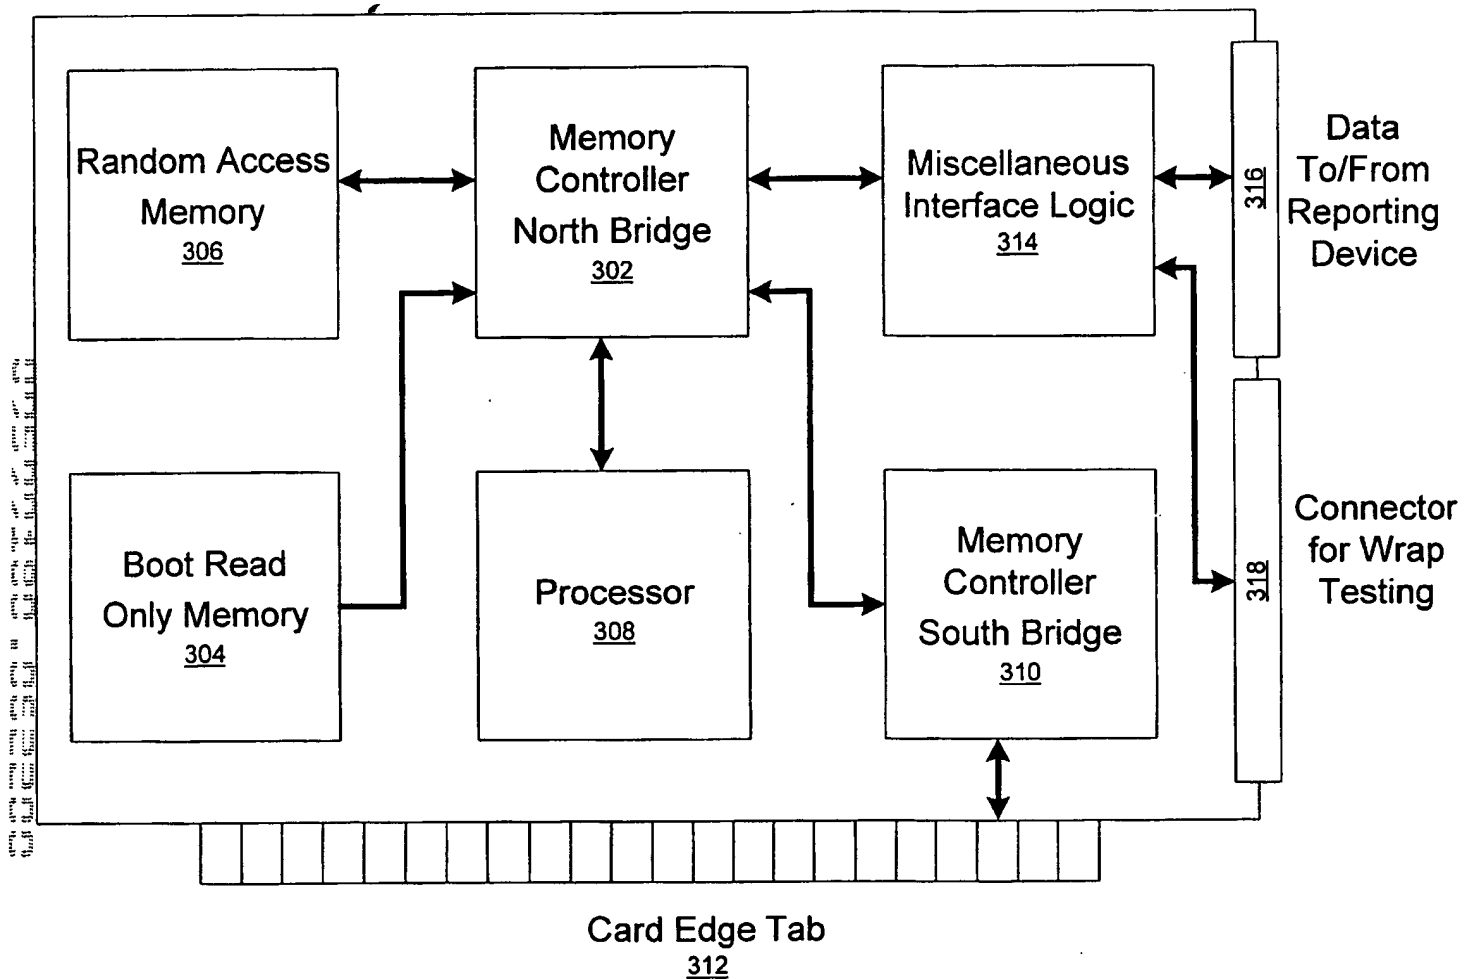 Random Access
Memory
306
Memory
Controller
North Bridge
302
Miscellaneous
Interface Logic
314
316
Data
To/From
Reporting
Device
Boot Read
Only Memory
304
Processor
308
Memory
Controller
South Bridge
310
318
Connector
for Wrap
Testing
Card Edge Tab
312